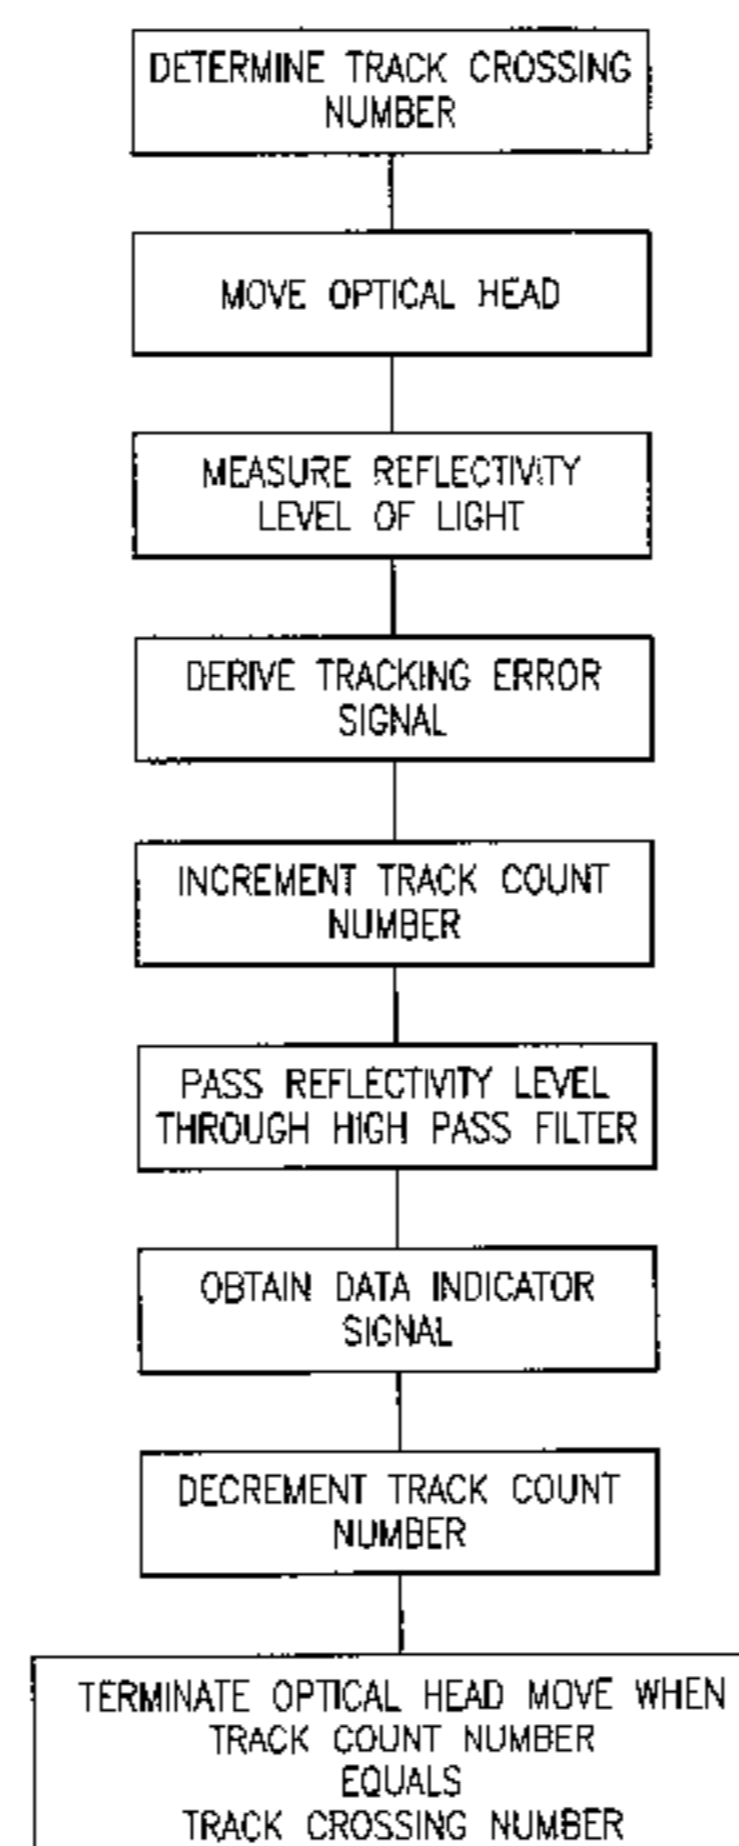 DETERMINE TRACK CROSSING
NUMBER
MOVE OPTICAL HEAD
MEASURE REFLECTIVITY
LEVEL OF LIGHT
DERIVE TRACKING ERROR
SIGNAL
INCREMENT TRACK COUNT
NUMBER
PASS REFLECTIVITY LEVEL
THROUGH HIGH PASS FILTER
OBTAIN DATA INDICATOR
SIGNAL
DECREMENT TRACK COUNT
NUMBER
TERMINATE OPTICAL HEAD MOVE WHEN
TRACK COUNT NUMBER
EQUALS
TRACK CROSSING NUMBER